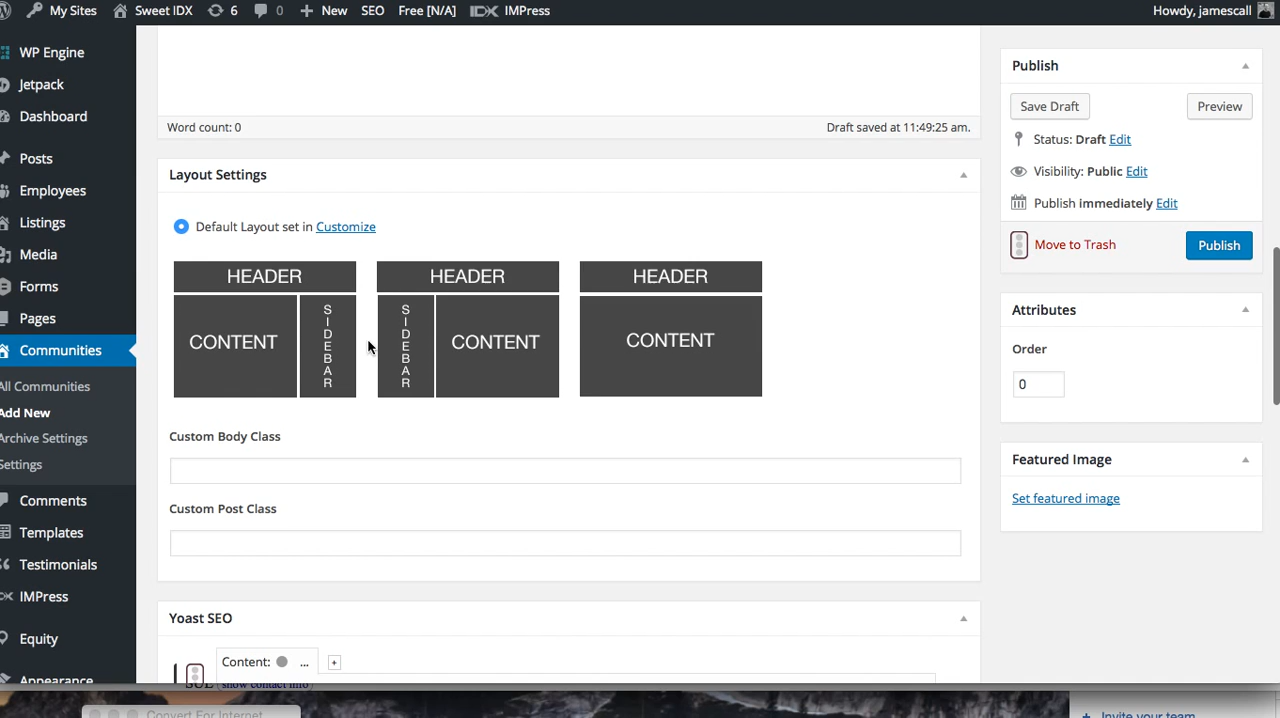 My Sites Sweet IDX 6 0 New SEO Free [N/A] IDX IMPress Howdy, jamescall
WP Engine
Jetpack
Dashboard
Posts
Employees
Listings
Media
Forms
Pages
Communities
All Communities
Add New
Archive Settings
Settings
Comments
Templates
Testimonials
IMPress
Equity
Appearance
Word count: 0 Draft saved at 11:49:25 am.
Layout Settings
Default Layout set in Customize
HEADER HEADER HEADER
CONTENT SIDEBAR SIDEBAR CONTENT CONTENT
Custom Body Class
Custom Post Class
Yoast SEO
Content: ... +
show contact info
Publish
Save Draft Preview
Status: Draft Edit
Visibility: Public Edit
Publish immediately Edit
Move to Trash Publish
Attributes
Order
0
Featured Image
Set featured image
Convert For Internet
+ Invite your team